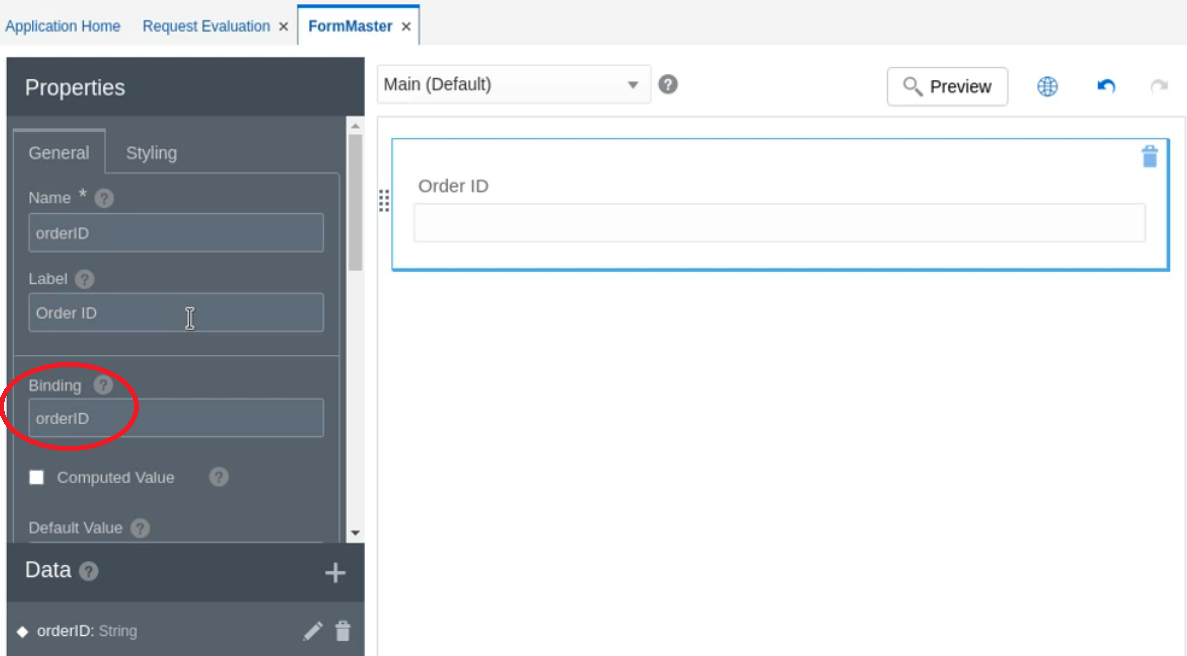 Application Home Request Evaluation × FormMaster ×
Properties
Main (Default) ?
Preview
General Styling
Name * ?
orderID
Label ?
Order ID
Binding ?
orderID
Computed Value ?
Default Value ?
Data ? +
orderID: String
Order ID